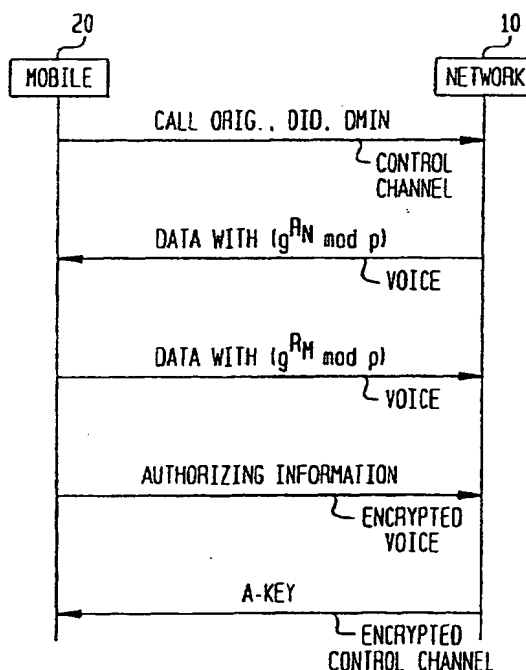 20
10
MOBILE
NETWORK
CALL ORIG., DID, DMIN
CONTROL
CHANNEL
DATA WITH (g^RN mod p)
VOICE
DATA WITH (g^RM mod p)
VOICE
AUTHORIZING INFORMATION
ENCRYPTED
VOICE
A-KEY
ENCRYPTED
CONTROL CHANNEL